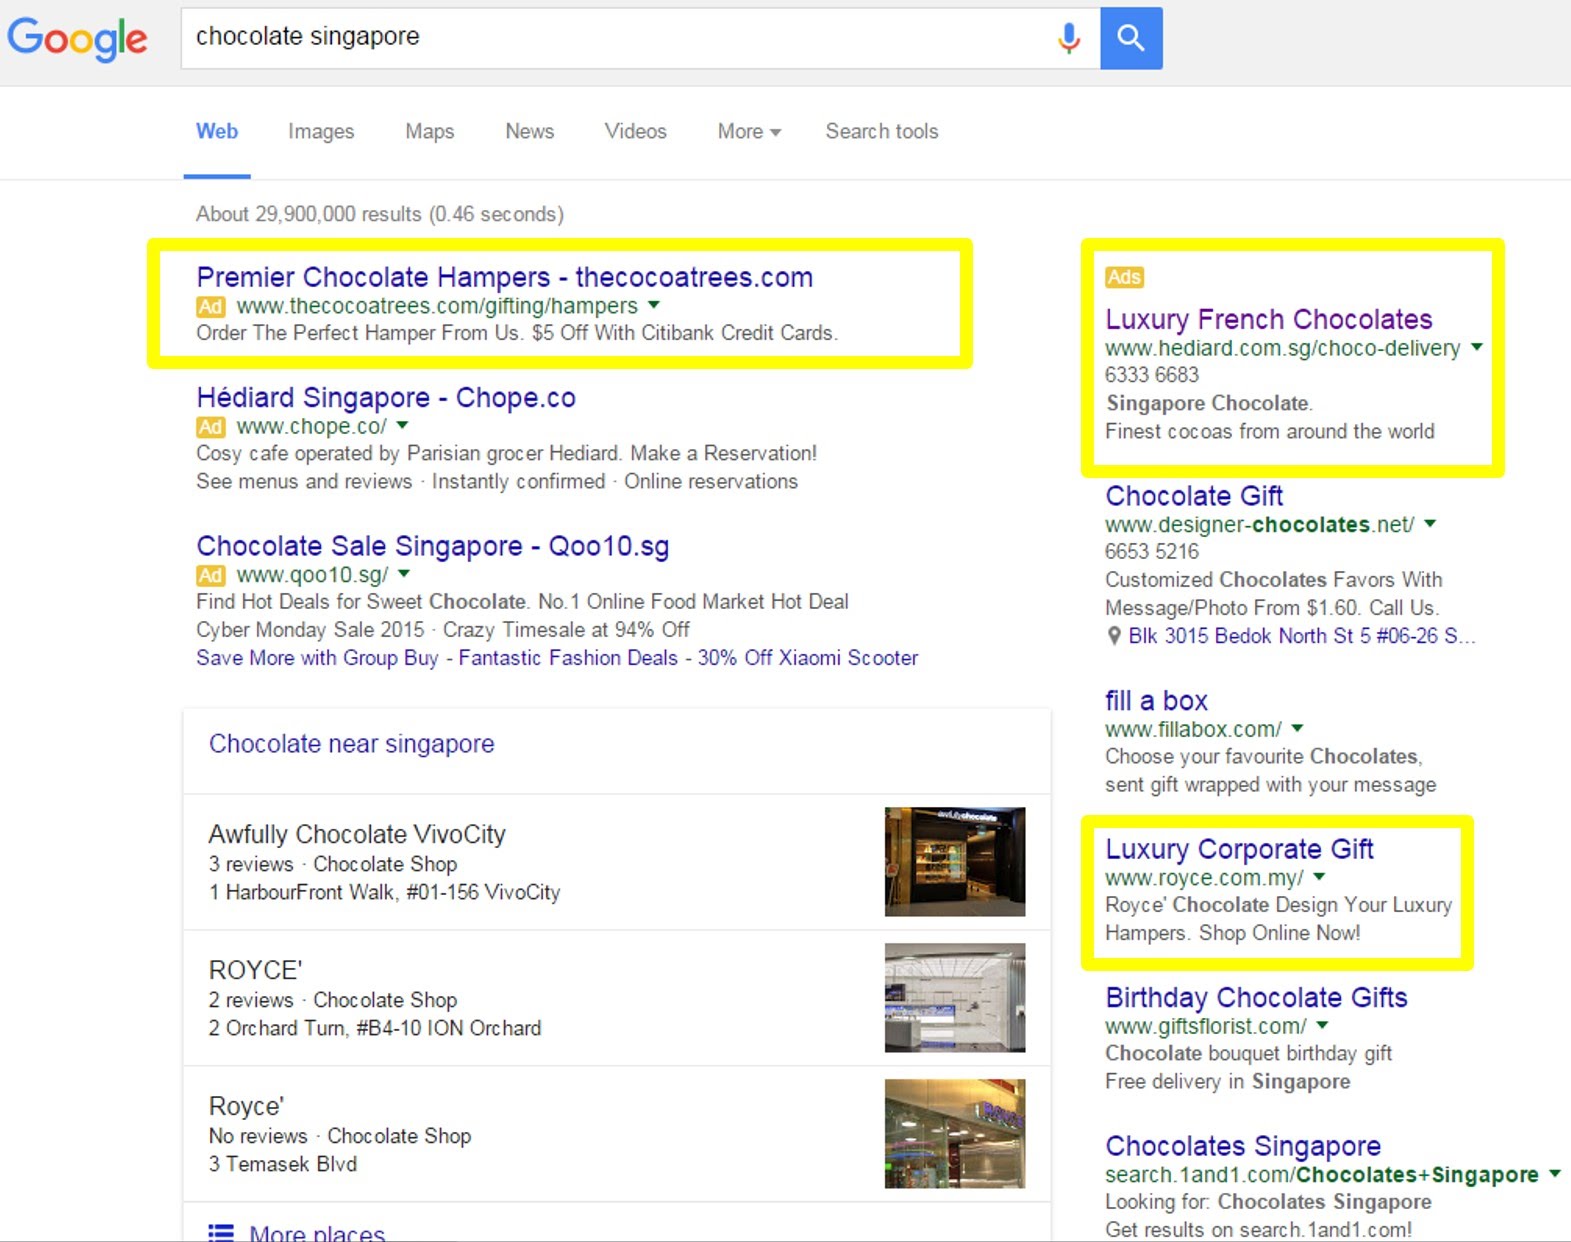 Google
chocolate singapore
Web Images Maps News Videos More Search tools
About 29,900,000 results (0.46 seconds)
Premier Chocolate Hampers - thecocoatrees.com
Ad www.thecocoatrees.com/gifting/hampers
Order The Perfect Hamper From Us. $5 Off With Citibank Credit Cards.
Hédiard Singapore - Chope.co
Ad www.chope.co/
Cosy cafe operated by Parisian grocer Hediard. Make a Reservation!
See menus and reviews · Instantly confirmed · Online reservations
Chocolate Sale Singapore - Qoo10.sg
Ad www.qoo10.sg/
Find Hot Deals for Sweet Chocolate. No.1 Online Food Market Hot Deal
Cyber Monday Sale 2015 · Crazy Timesale at 94% Off
Save More with Group Buy - Fantastic Fashion Deals - 30% Off Xiaomi Scooter
Chocolate near singapore
Awfully Chocolate VivoCity
3 reviews · Chocolate Shop
1 HarbourFront Walk, #01-156 VivoCity
awfully chocolate
ROYCE'
2 reviews · Chocolate Shop
2 Orchard Turn, #B4-10 ION Orchard
Royce'
No reviews · Chocolate Shop
3 Temasek Blvd
More places
Ads
Luxury French Chocolates
www.hediard.com.sg/choco-delivery
6333 6683
Singapore Chocolate.
Finest cocoas from around the world
Chocolate Gift
www.designer-chocolates.net/
6653 5216
Customized Chocolates Favors With
Message/Photo From $1.60. Call Us.
Blk 3015 Bedok North St 5 #06-26 S...
fill a box
www.fillabox.com/
Choose your favourite Chocolates,
sent gift wrapped with your message
Luxury Corporate Gift
www.royce.com.my/
Royce' Chocolate Design Your Luxury
Hampers. Shop Online Now!
Birthday Chocolate Gifts
www.giftsflorist.com/
Chocolate bouquet birthday gift
Free delivery in Singapore
Chocolates Singapore
search.1and1.com/Chocolates+Singapore
Looking for: Chocolates Singapore
Get results on search.1and1.com!